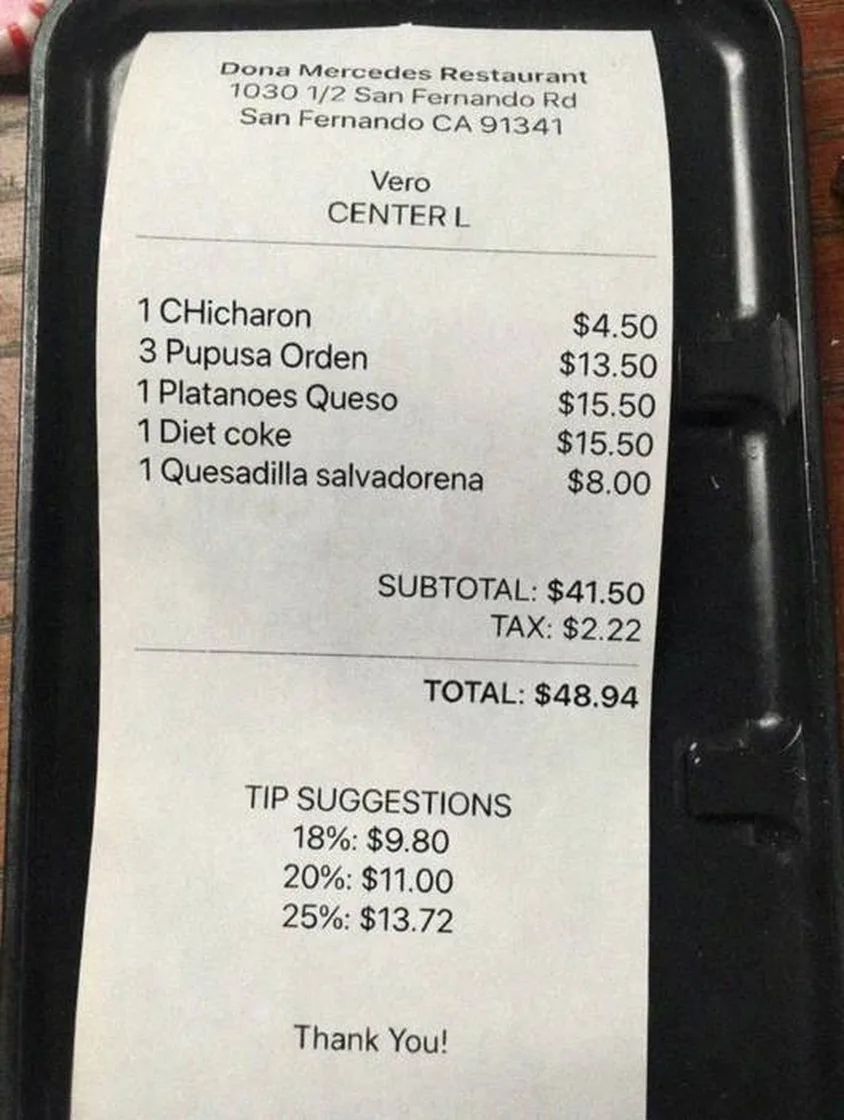 Dona Mercedes Restaurant
1030 1/2 San Fernando Rd
San Fernando CA 91341
Vero
CENTER L
1 CHicharon $4.50
3 Pupusa Orden $13.50
1 Platanoes Queso $15.50
1 Diet coke $15.50
1 Quesadilla salvadorena $8.00
SUBTOTAL: $41.50
TAX: $2.22
TOTAL: $48.94
TIP SUGGESTIONS
18%: $9.80
20%: $11.00
25%: $13.72
Thank You!